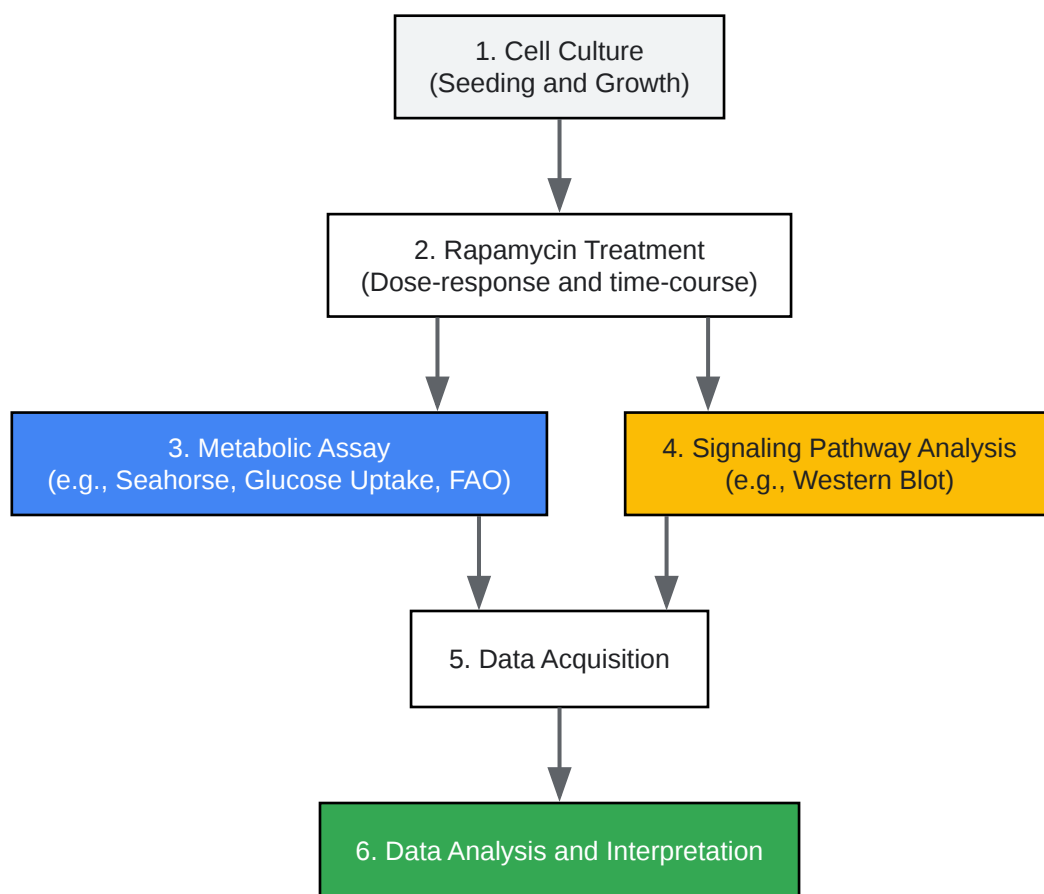 1. Cell Culture
(Seeding and Growth)
2. Rapamycin Treatment
(Dose-response and time-course)
3. Metabolic Assay
(e.g., Seahorse, Glucose Uptake, FAO)
4. Signaling Pathway Analysis
(e.g., Western Blot)
5. Data Acquisition
6. Data Analysis and Interpretation